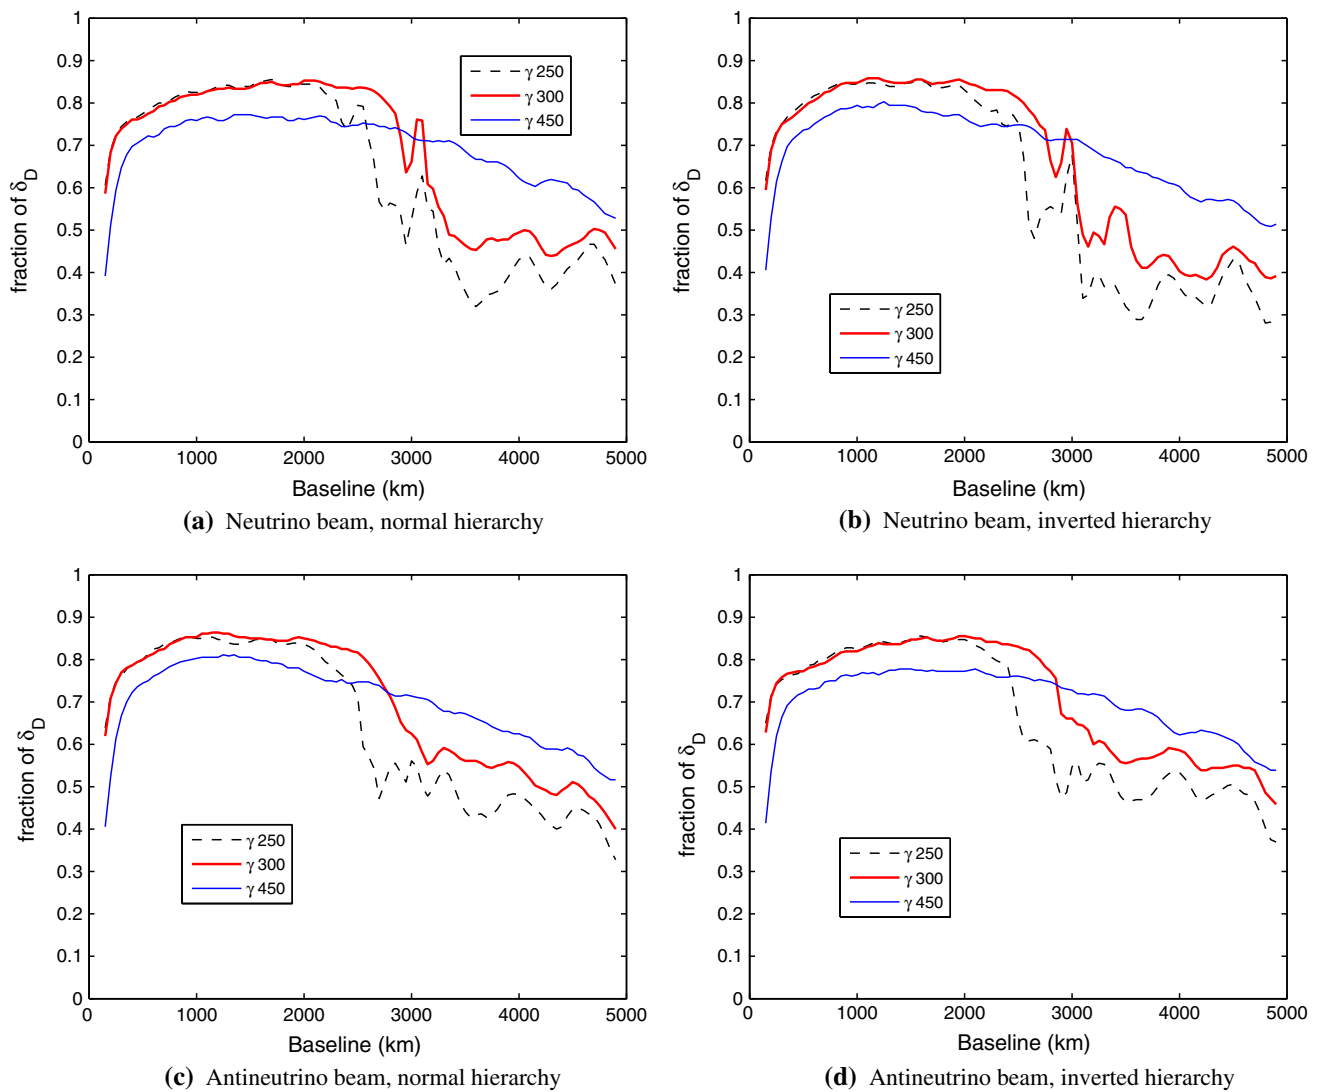 fraction of δ_D
1
0.9
0.8
0.7
0.6
0.5
0.4
0.3
0.2
0.1
0
0 1000 2000 3000 4000 5000
γ 250
γ 300
γ 450
Baseline (km)
(a) Neutrino beam, normal hierarchy
fraction of δ_D
1
0.9
0.8
0.7
0.6
0.5
0.4
0.3
0.2
0.1
0
0 1000 2000 3000 4000 5000
γ 250
γ 300
γ 450
Baseline (km)
(b) Neutrino beam, inverted hierarchy
fraction of δ_D
1
0.9
0.8
0.7
0.6
0.5
0.4
0.3
0.2
0.1
0
0 1000 2000 3000 4000 5000
γ 250
γ 300
γ 450
Baseline (km)
(c) Antineutrino beam, normal hierarchy
fraction of δ_D
1
0.9
0.8
0.7
0.6
0.5
0.4
0.3
0.2
0.1
0
0 1000 2000 3000 4000 5000
γ 250
γ 300
γ 450
Baseline (km)
(d) Antineutrino beam, inverted hierarchy